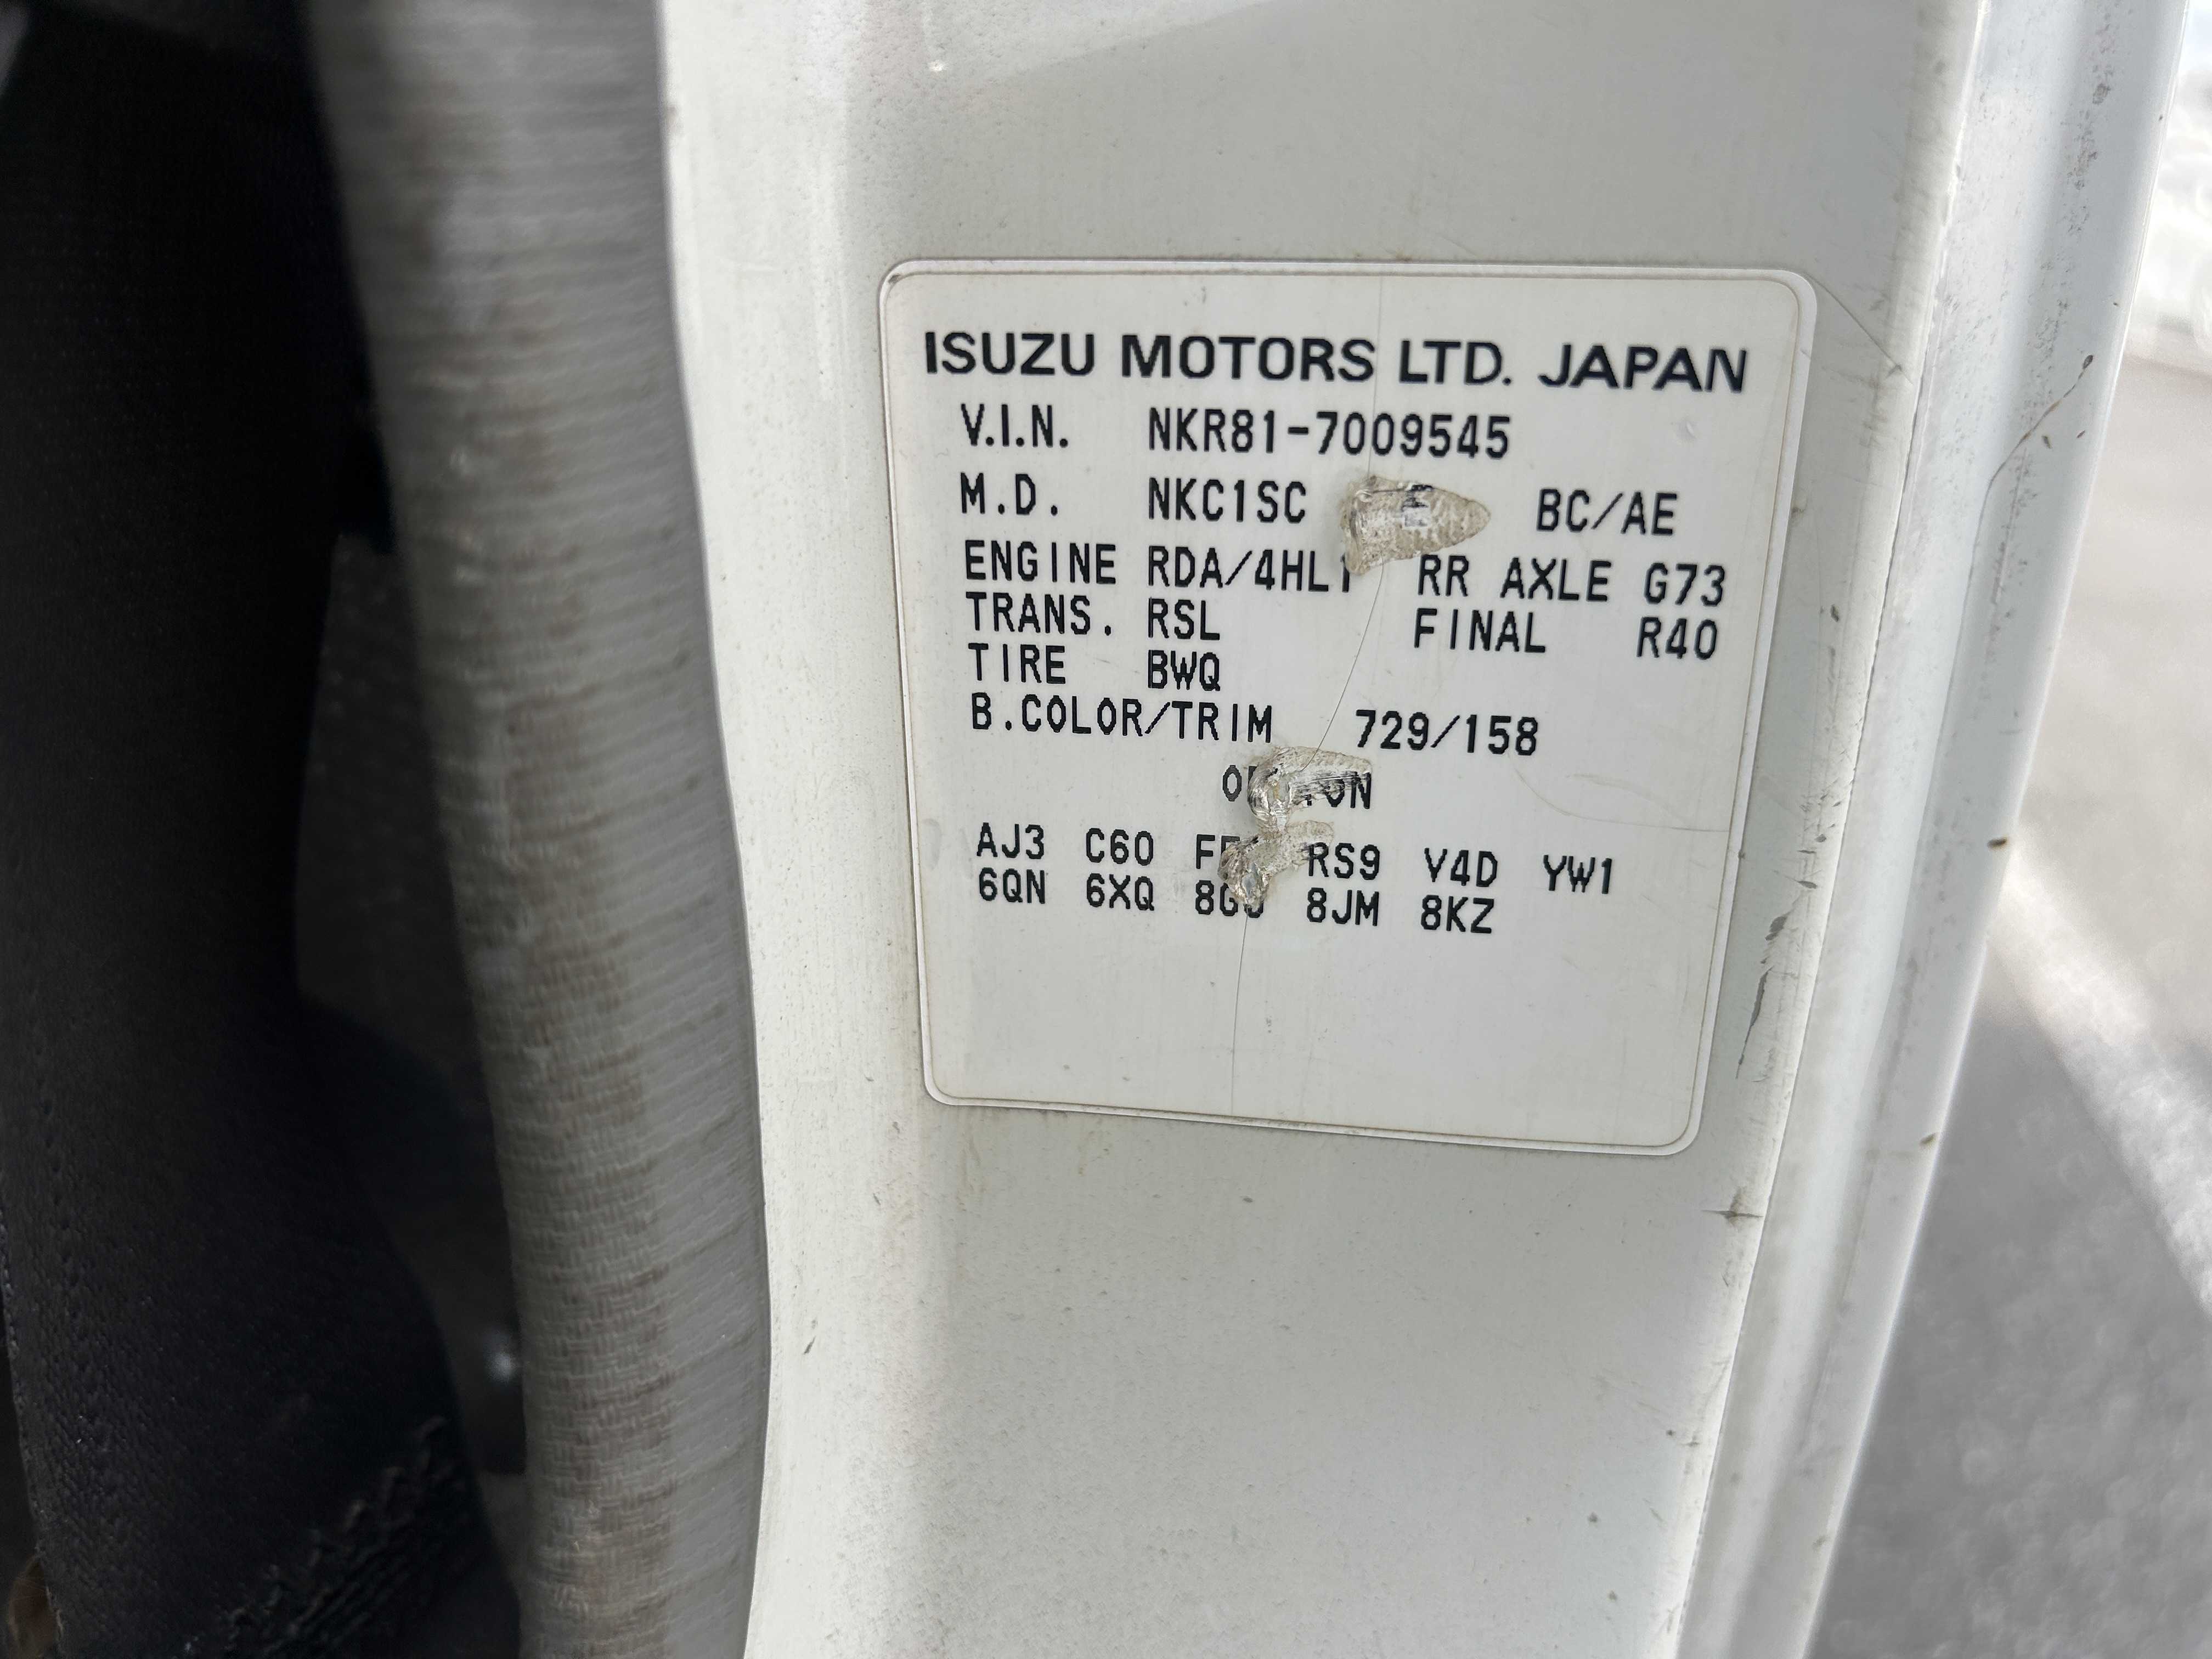 ISUZU MOTORS LTD. JAPAN
V.I.N. NKR81-7009545
M.D. NKC1SC BC/AE
ENGINE RDA/4HL1 RR AXLE G73
TRANS. RSL FINAL R40
TIRE BWQ
B.COLOR/TRIM 729/158
AJ3 C60 RS9 V4D YW1
6QN 6XQ 8JM 8KZ